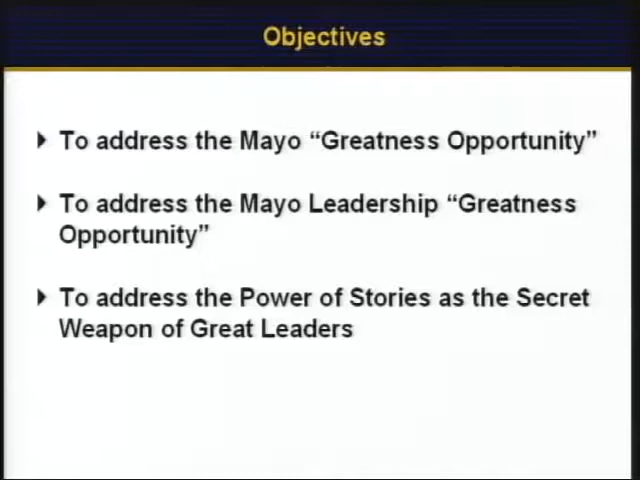 Objectives
To address the Mayo “Greatness Opportunity”
To address the Mayo Leadership “Greatness
Opportunity”
To address the Power of Stories as the Secret
Weapon of Great Leaders